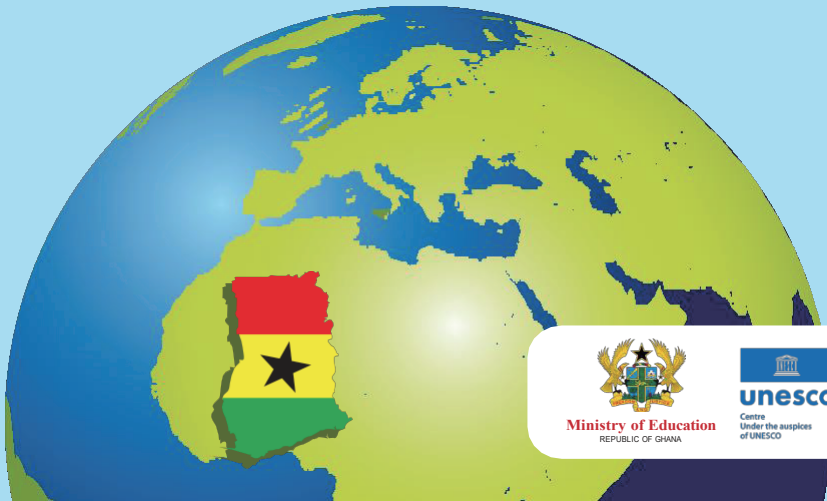 Ministry of Education
REPUBLIC OF GHANA
unesco
Centre
Under the auspices
of UNESCO